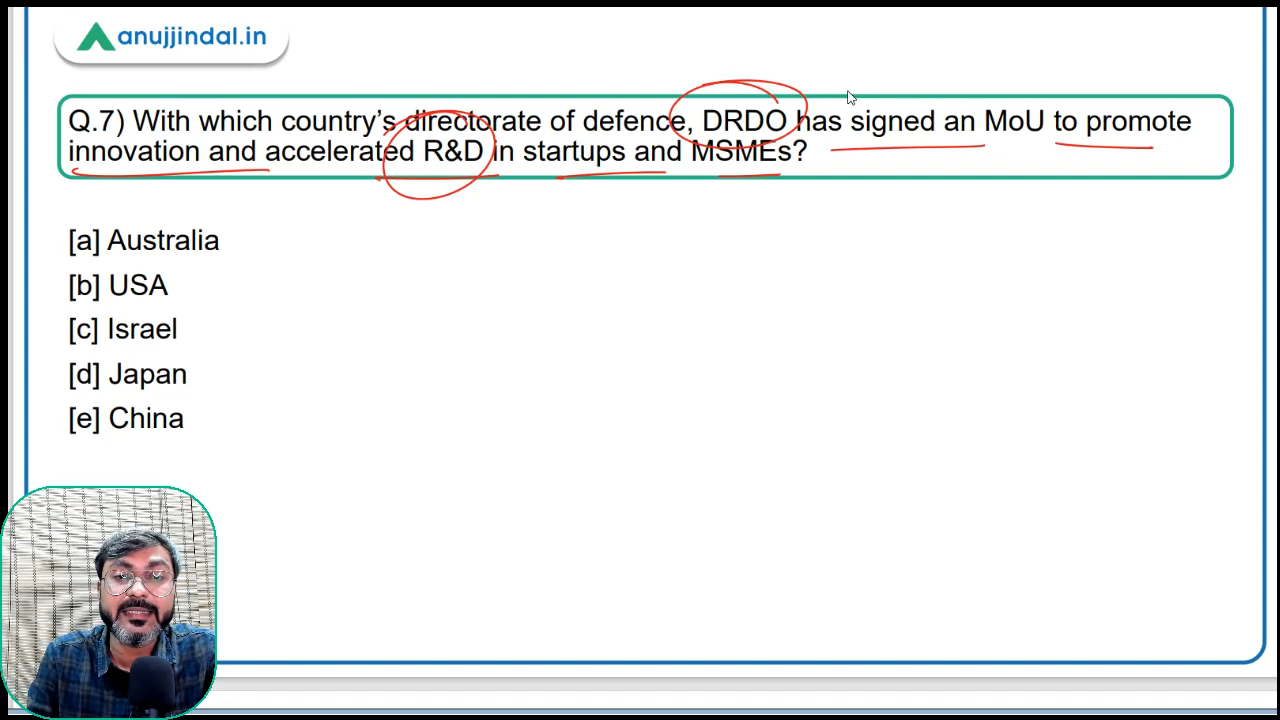 anujjindal.in
Q.7) With which country’s directorate of defence, DRDO has signed an MoU to promote
innovation and accelerated R&D in startups and MSMEs?
[a] Australia
[b] USA
[c] Israel
[d] Japan
[e] China